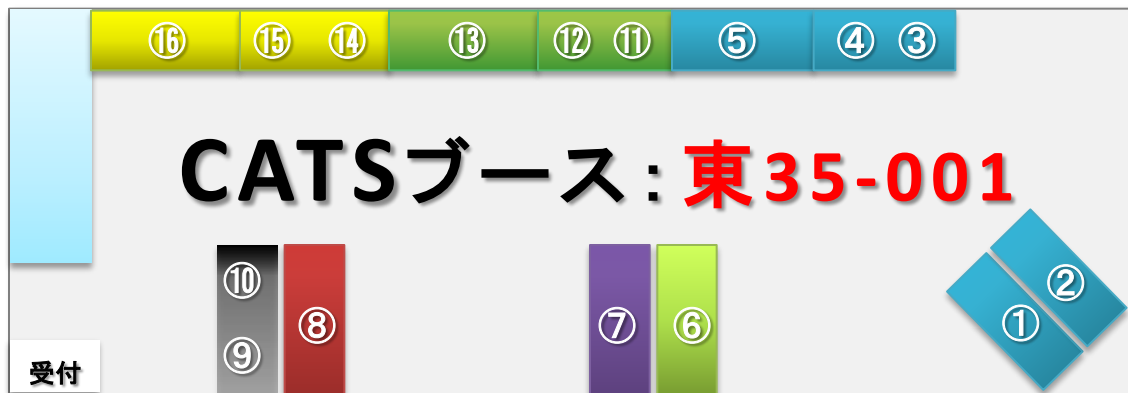 ⑯ ⑮ ⑭ ⑬ ⑫ ⑪ ⑤ ④ ③
CATSブース：東35-001
⑩ ⑨ ⑧ ⑦ ⑥ ① ②
受付